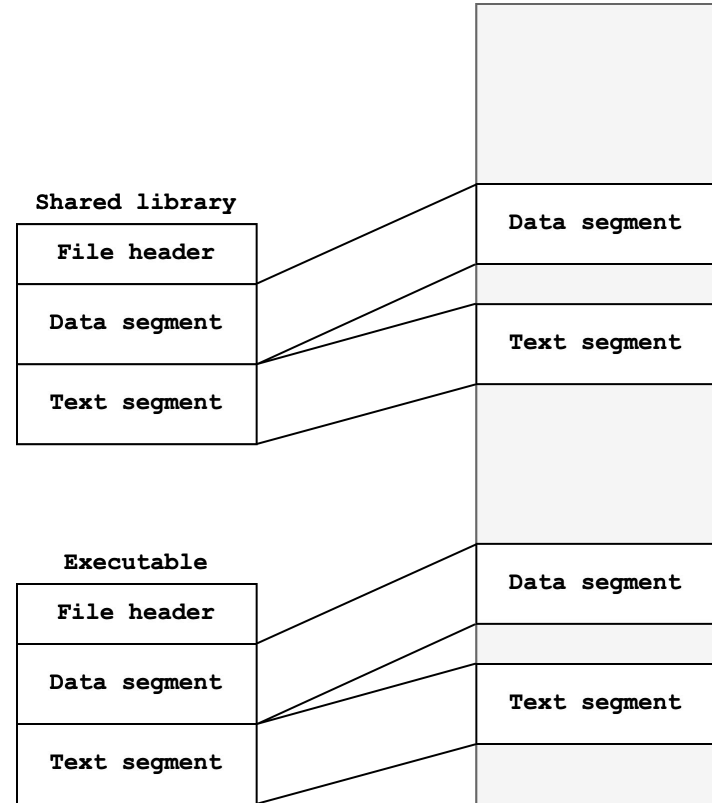 Shared library
File header
Data segment
Text segment
Data segment
Text segment
Executable
File header
Data segment
Text segment
Data segment
Text segment